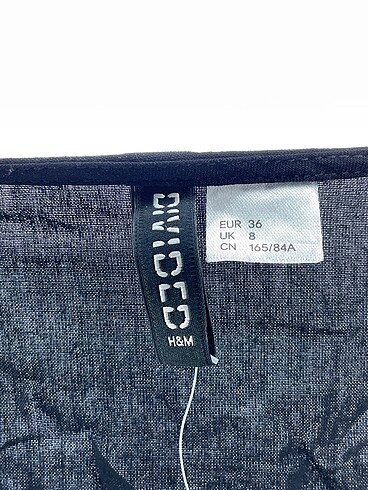 DIVIDED
H&M
EUR 36
UK 8
CN 165/84A